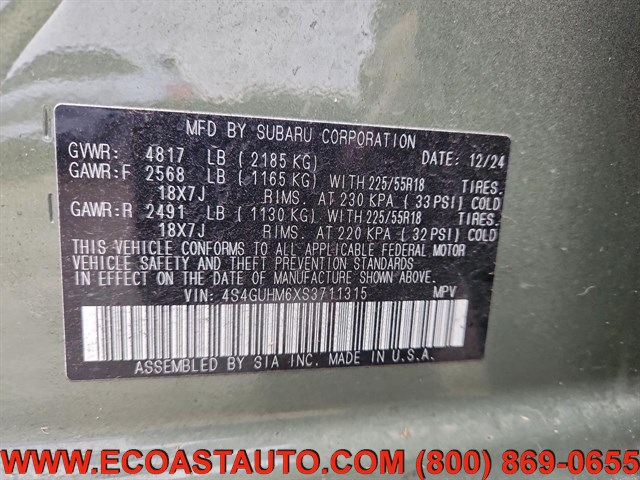 MFD BY SUBARU CORPORATION
GVWR: 4817 LB (2185 KG) DATE: 12/24
GAWR:F 2568 LB (1165 KG) WITH 225/55R18 TIRES.
18X7J RIMS. AT 230 KPA (33 PSI) COLD
GAWR:R 2491 LB (1130 KG) WITH 225/55R18 TIRES.
18X7J RIMS. AT 220 KPA (32 PSI) COLD
THIS VEHICLE CONFORMS TO ALL APPLICABLE FEDERAL MOTOR
VEHICLE SAFETY AND THEFT PREVENTION STANDARDS
IN EFFECT ON THE DATE OF MANUFACTURE SHOWN ABOVE.
VIN: 4S4GUHM6XS3711315 MPV
ASSEMBLED BY SIA INC. MADE IN U.S.A.
WWW.ECOASTAUTO.COM (800) 869-0655